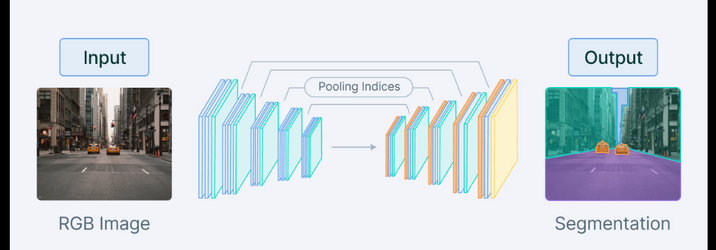 Input
Output
Pooling Indices
RGB Image
Segmentation